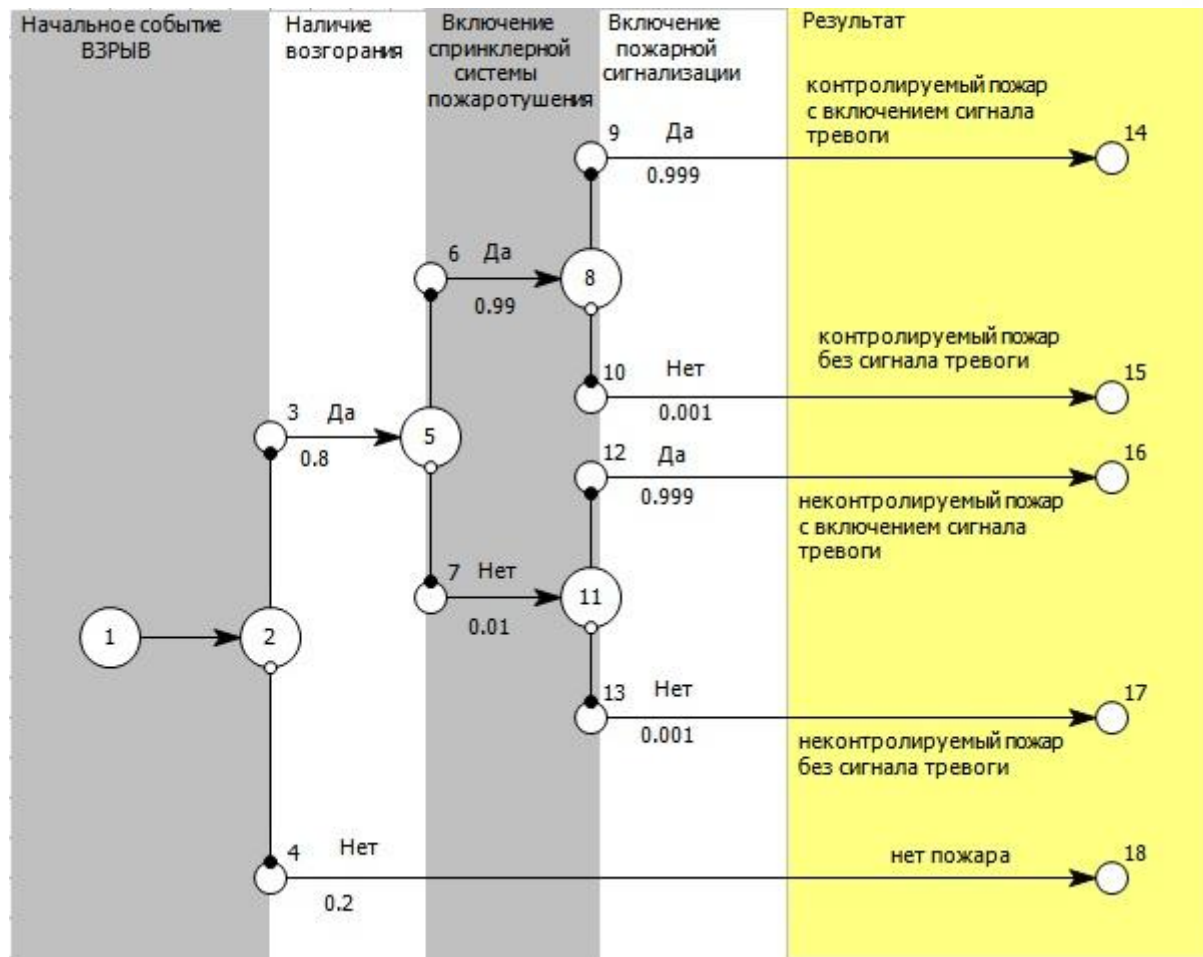 Начальное событие
ВЗРЫВ
Наличие
возгорания
Включение
спринклерной
системы
пожаротушения
Включение
пожарной
сигнализации
Результат
контролируемый пожар
с включением сигнала
тревоги
9 Да
0.999
14
6 Да
0.99
8
контролируемый пожар
без сигнала тревоги
10 Нет
0.001
15
3 Да
0.8
5
12 Да
0.999
16
неконтролируемый пожар
с включением сигнала
тревоги
7 Нет
0.01
11
1
2
13 Нет
0.001
17
неконтролируемый пожар
без сигнала тревоги
4 Нет
0.2
нет пожара
18